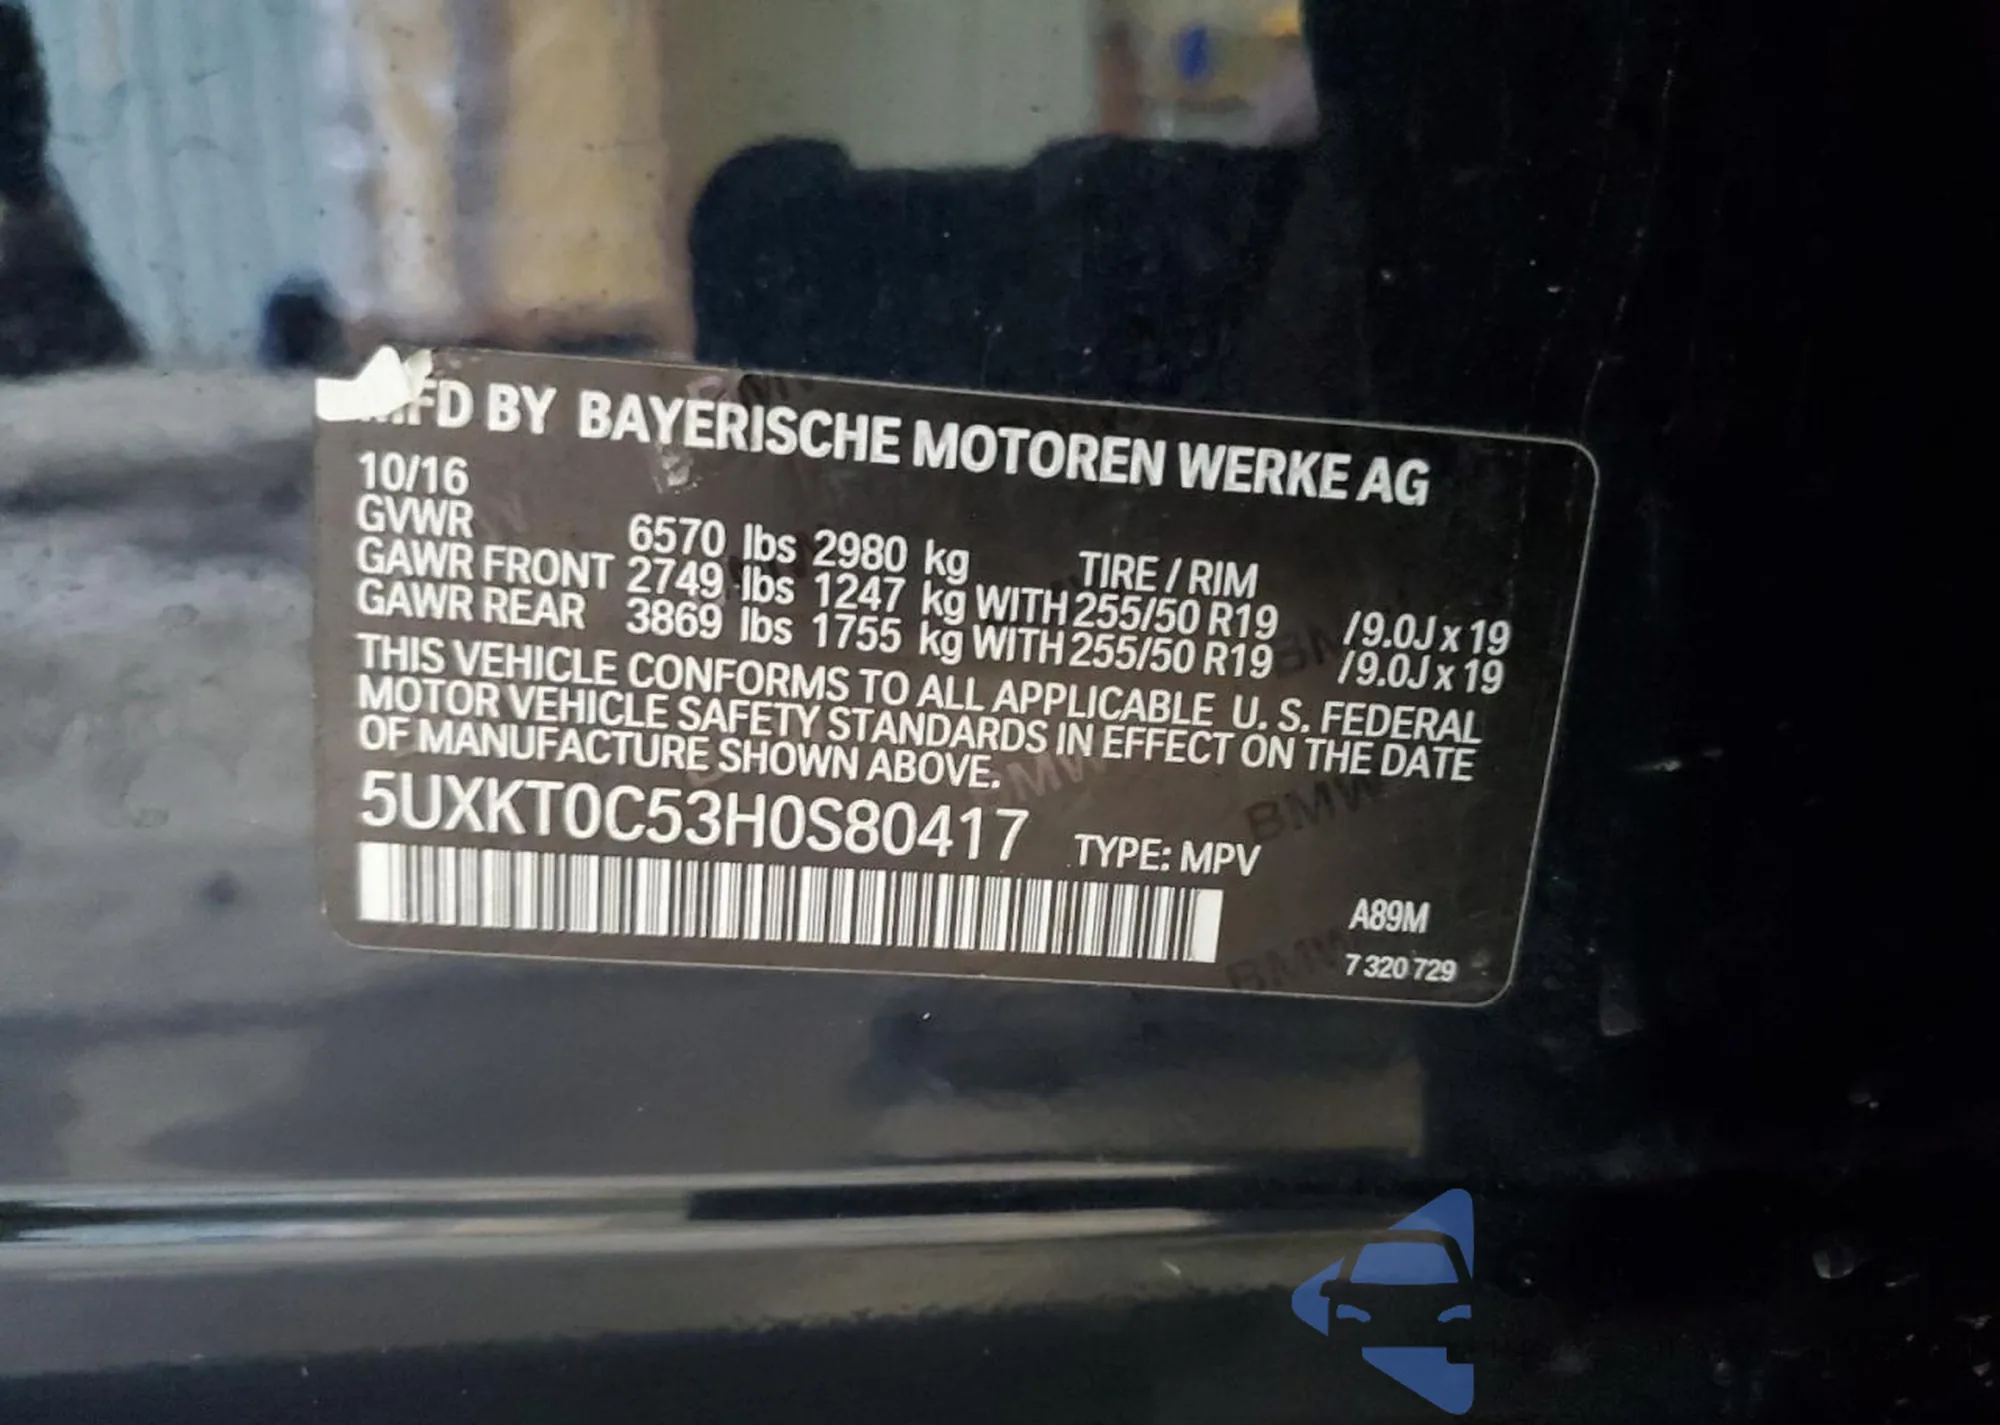 MFD BY BAYERISCHE MOTOREN WERKE AG
10/16
GVWR 6570 lbs 2980 kg TIRE / RIM
GAWR FRONT 2749 lbs 1247 kg WITH 255/50 R19 /9.0J x 19
GAWR REAR 3869 lbs 1755 kg WITH 255/50 R19 /9.0J x 19
THIS VEHICLE CONFORMS TO ALL APPLICABLE U. S. FEDERAL
MOTOR VEHICLE SAFETY STANDARDS IN EFFECT ON THE DATE
OF MANUFACTURE SHOWN ABOVE.
5UXKT0C53H0S80417 TYPE: MPV
A89M
7 320 729